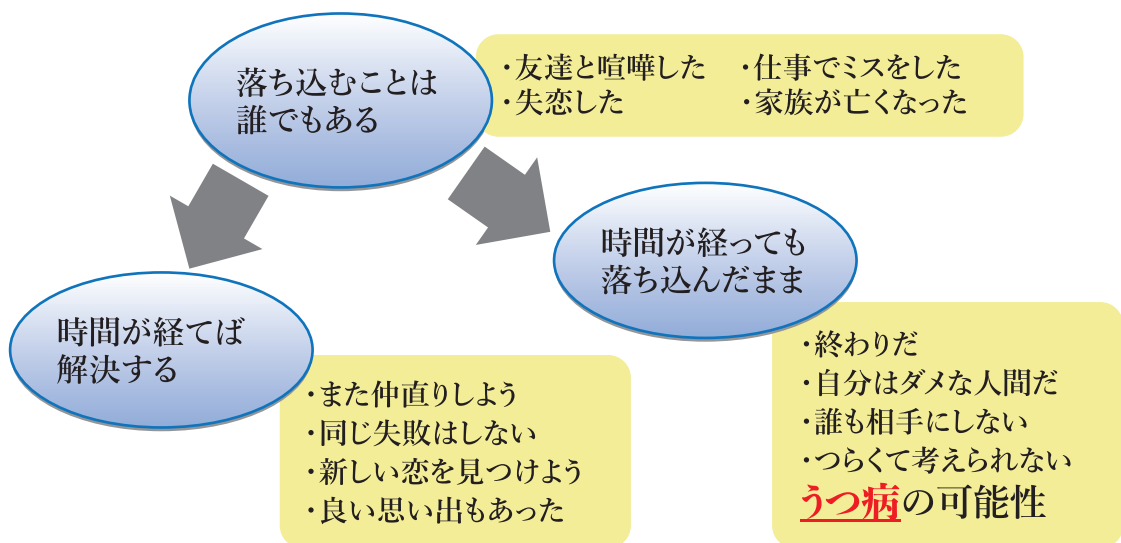 落ち込むことは
誰でもある
・友達と喧嘩した ・仕事でミスをした
・失恋した ・家族が亡くなった
時間が経てば
解決する
・また仲直りしよう
・同じ失敗はしない
・新しい恋を見つけよう
・良い思い出もあった
時間が経っても
落ち込んだまま
・終わりだ
・自分はダメな人間だ
・誰も相手にしない
・つらくて考えられない
うつ病の可能性